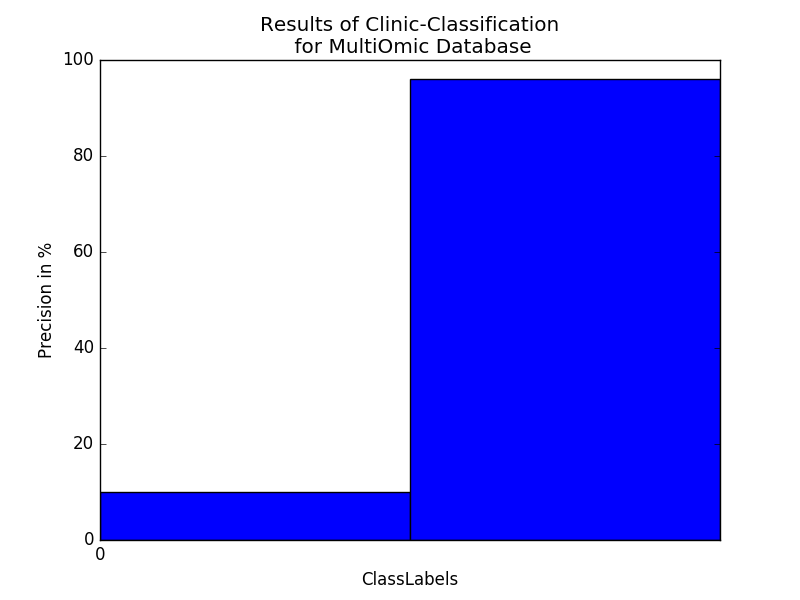 Results of Clinic-Classification
for MultiOmic Database
100
80
60
40
20
0
0
Precision in %
ClassLabels